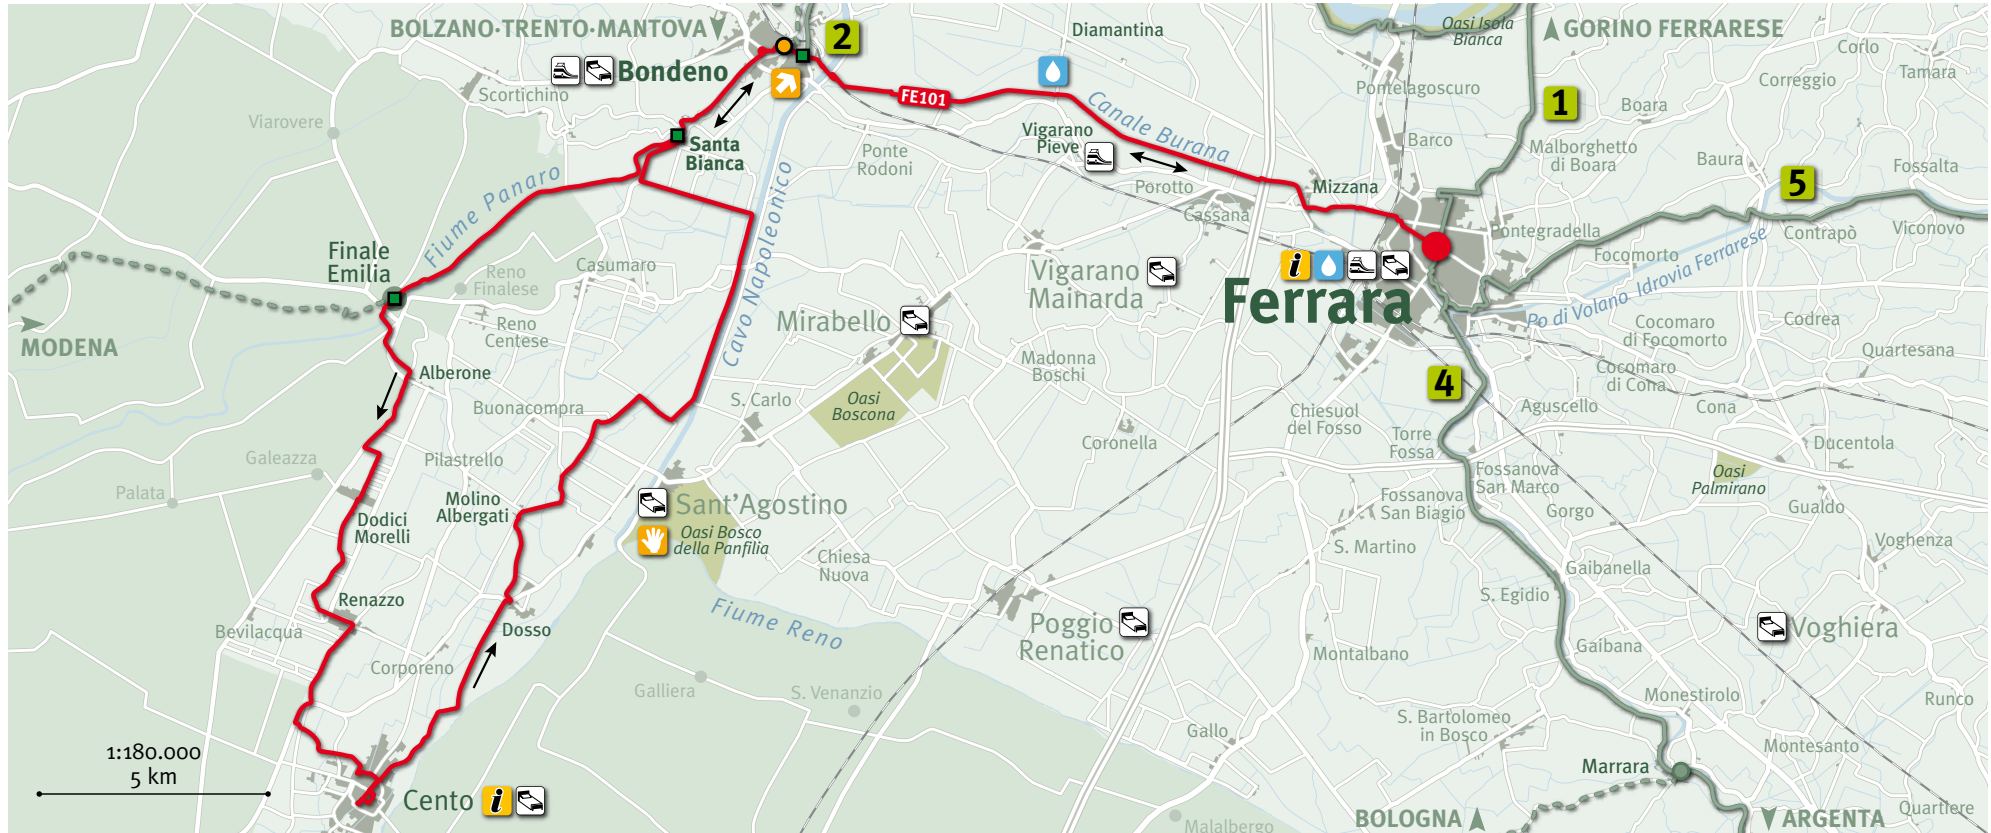 BOLZANO·TRENTO·MANTOVA
2
Diamantina
Oasi Isola
Bianca
GORINO FERRARESE
Corlo
Tamara
Correggio
Bondeno
Scortichino
FE101
Pontelagoscuro
1
Boara
Viarovere
Canale Burana
Vigarano
Pieve
Santa
Bianca
Ponte
Rodoni
Barco
Malborghetto
di Boara
Baura
Fossalta
5
Porotto
Mizzana
Cassana
Fiume Panaro
Cavo Napoleonico
Pontegradella
Contrapò
Viconovo
Finale
Emilia
Reno
Finalese
Casumaro
Vigarano
Mainarda
i
Ferrara
Focomorto
Po di Volano Idrovia Ferrarese
MODENA
Reno
Centese
Mirabello
Madonna
Boschi
Cocomaro
di Focomorto
Codrea
Quartesana
Alberone
4
Cocomaro
di Cona
Buonacompra
S. Carlo
Oasi
Boscona
Chiesuol
del Fosso
Aguscello
Cona
Coronella
Torre
Fossa
Ducentola
Galeazza
Pilastrello
Fossanova
San Marco
Oasi
Palmirano
Palata
Molino
Albergati
Sant'Agostino
Fossanova
San Biagio
Gorgo
Gualdo
Dodici
Morelli
Oasi Bosco
della Panfilia
Chiesa
Nuova
S. Martino
Voghenza
Gaibanella
Renazzo
Fiume Reno
S. Egidio
Bevilacqua
Dosso
Poggio
Renatico
Voghiera
Corporeno
Montalbano
Gaibana
Galliera
S. Venanzio
Monestirolo
Runco
S. Bartolomeo
in Bosco
Gallo
Montesanto
1:180.000
5 km
Marrara
Cento
i
Malalbergo
BOLOGNA
ARGENTA
Quartiere